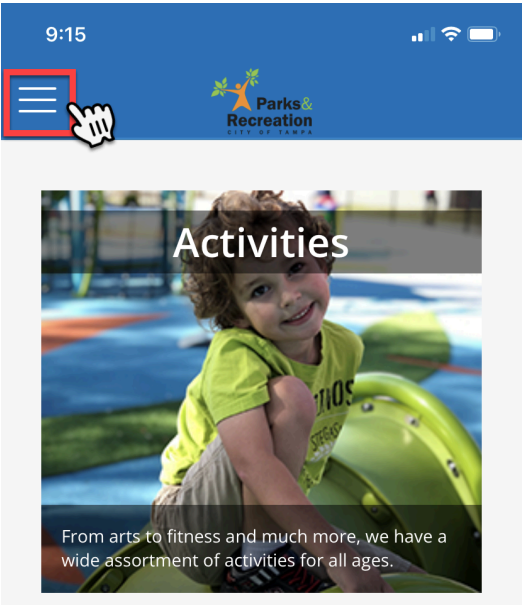 9:15
Parks&
Recreation
CITY OF TAMPA
Activities
From arts to fitness and much more, we have a
wide assortment of activities for all ages.